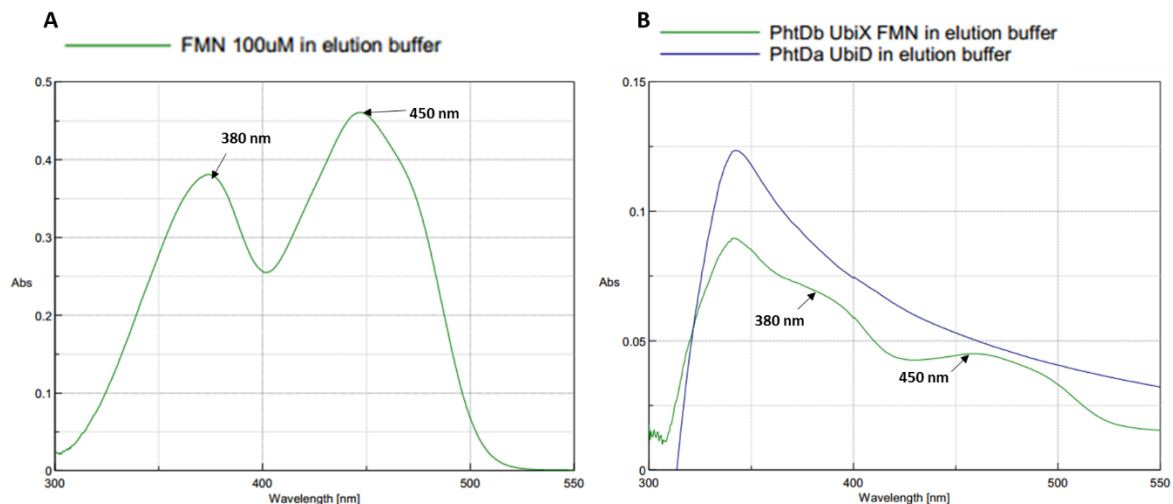 A
FMN 100uM in elution buffer
0.5
0.4
0.3
0.2
0.1
0
Abs
380 nm
450 nm
300
400
500
550
Wavelength [nm]
B
PhtDb UbiX FMN in elution buffer
PhtDa UbiD in elution buffer
0.15
0.1
0.05
0
Abs
380 nm
450 nm
300
400
500
550
Wavelength [nm]